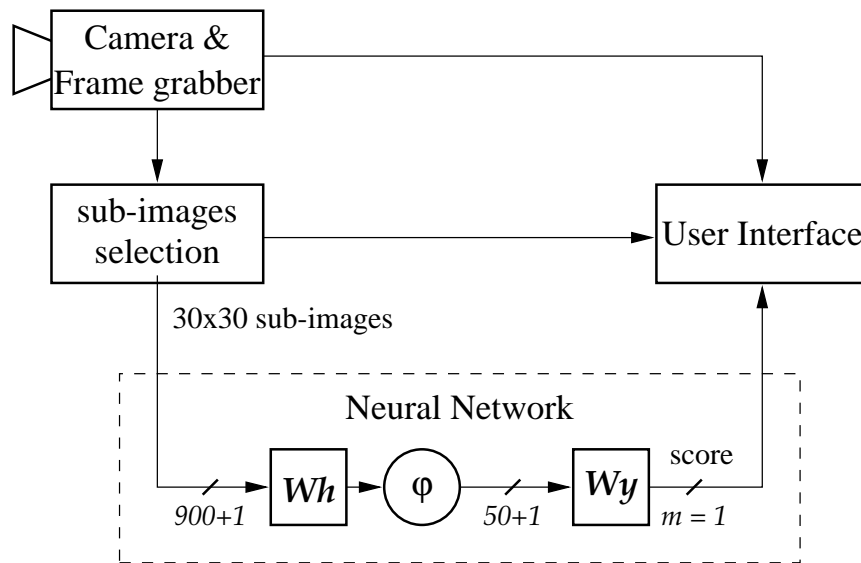 Camera &
Frame grabber
sub-images
selection
User Interface
30x30 sub-images
Neural Network
score
Wh
φ
Wy
900+1
50+1
m = 1